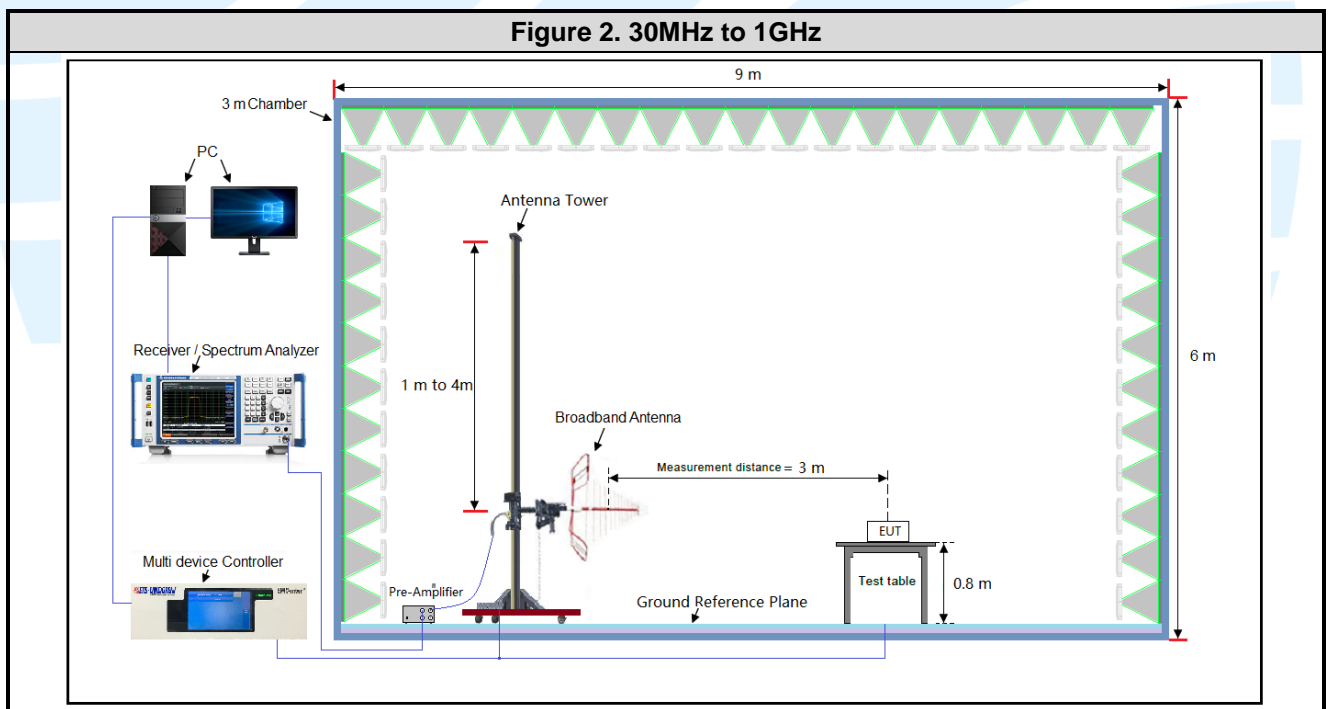 Figure 2. 30MHz to 1GHz
9 m
3 m Chamber
PC
Antenna Tower
Receiver / Spectrum Analyzer
6 m
1 m to 4m
Broadband Antenna
Measurement distance = 3 m
EUT
Multi device Controller
Test table
0.8 m
Pre-Amplifier
Ground Reference Plane